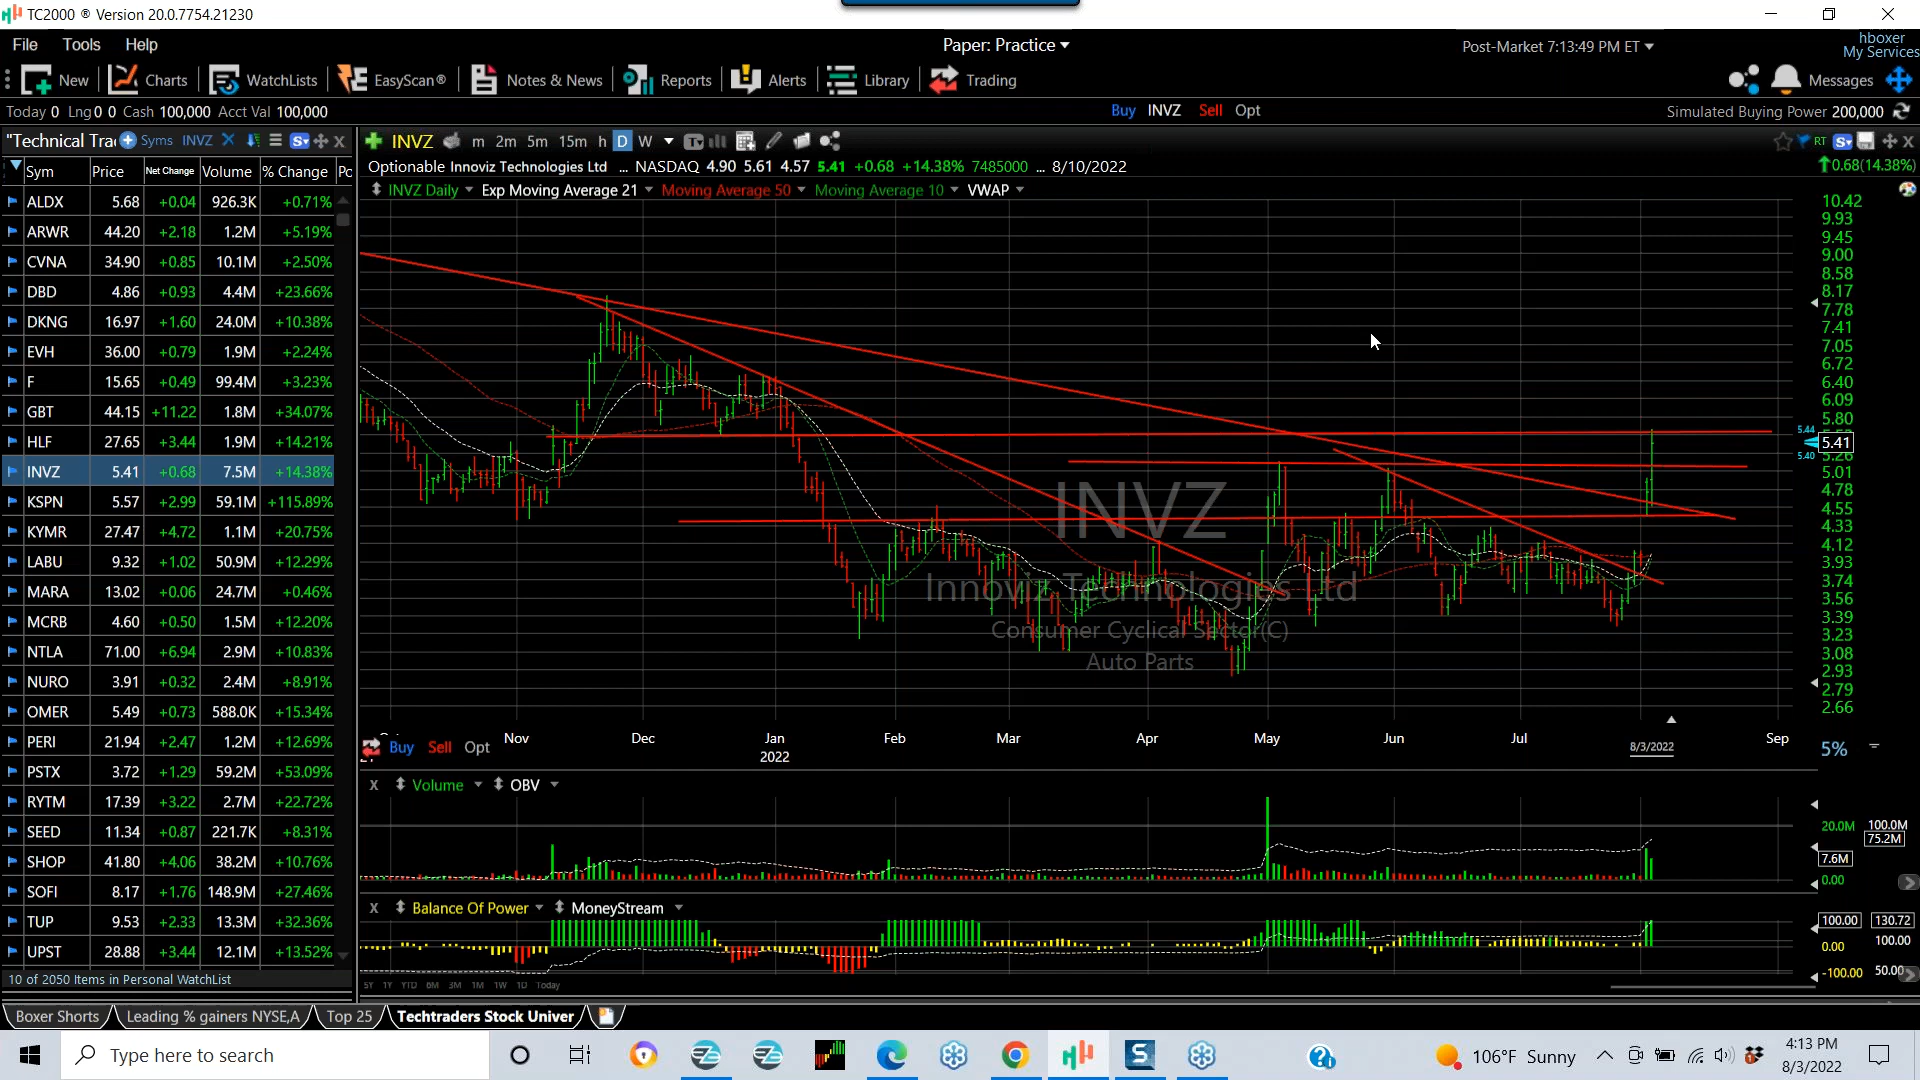 TC2000 ® Version 20.0.7754.21230
File Tools Help
Paper: Practice
Post-Market 7:13:49 PM ET
hboxer
My Services
New Charts WatchLists EasyScan® Notes & News Reports Alerts Library Trading
Messages
Today 0 Lng 0 0 Cash 100,000 Acct Val 100,000
Buy INVZ Sell Opt
Simulated Buying Power 200,000
"Technical Tra Syms INVZ
INVZ m 2m 5m 15m h D W
RT
Optionable Innoviz Technologies Ltd ... NASDAQ 4.90 5.61 4.57 5.41 +0.68 +14.38% 7485000 ... 8/10/2022
0.68(14.38%)
INVZ Daily Exp Moving Average 21 Moving Average 50 Moving Average 10 VWAP
Sym Price Net Change Volume % Change Po
ALDX 5.68 +0.04 926.3K +0.71%
ARWR 44.20 +2.18 1.2M +5.19%
CVNA 34.90 +0.85 10.1M +2.50%
DBD 4.86 +0.93 4.4M +23.66%
DKNG 16.97 +1.60 24.0M +10.38%
EVH 36.00 +0.79 1.9M +2.24%
F 15.65 +0.49 99.4M +3.23%
GBT 44.15 +11.22 1.8M +34.07%
HLF 27.65 +3.44 1.9M +14.21%
INVZ 5.41 +0.68 7.5M +14.38%
KSPN 5.57 +2.99 59.1M +115.89%
KYMR 27.47 +4.72 1.1M +20.75%
LABU 9.32 +1.02 50.9M +12.29%
MARA 13.02 +0.06 24.7M +0.46%
MCRB 4.60 +0.50 1.5M +12.20%
NTLA 71.00 +6.94 2.9M +10.83%
NURO 3.91 +0.32 2.4M +8.91%
OMER 5.49 +0.73 588.0K +15.34%
PERI 21.94 +2.47 1.2M +12.69%
PSTX 3.72 +1.29 59.2M +53.09%
RYTM 17.39 +3.22 2.7M +22.72%
SEED 11.34 +0.87 221.7K +8.31%
SHOP 41.80 +4.06 38.2M +10.76%
SOFI 8.17 +1.76 148.9M +27.46%
TUP 9.53 +2.33 13.3M +32.36%
UPST 28.88 +3.44 12.1M +13.52%
10 of 2050 Items in Personal WatchList
INVZ
Innoviz Technologies Ltd
Consumer Cyclical Sector(C)
Auto Parts
10.42
9.93
9.45
9.00
8.58
8.17
7.78
7.41
7.05
6.72
6.40
6.09
5.80
5.44
5.41
5.40
5.26
5.01
4.78
4.55
4.33
4.12
3.93
3.74
3.56
3.39
3.23
3.08
2.93
2.79
2.66
Nov Dec Jan Feb Mar Apr May Jun Jul 8/3/2022 Sep
2022
Buy Sell Opt
5%
X Volume OBV
20.0M 100.0M
75.2M
7.6M
0.00
X Balance Of Power MoneyStream
100.00 130.72
0.00 100.00
-100.00 50.00
5Y 1Y YTD 6M 3M 1M 1W 1D Today
Boxer Shorts Leading % gainers NYSE,A Top 25 Techtraders Stock Univer
Type here to search
106°F Sunny
4:13 PM
8/3/2022